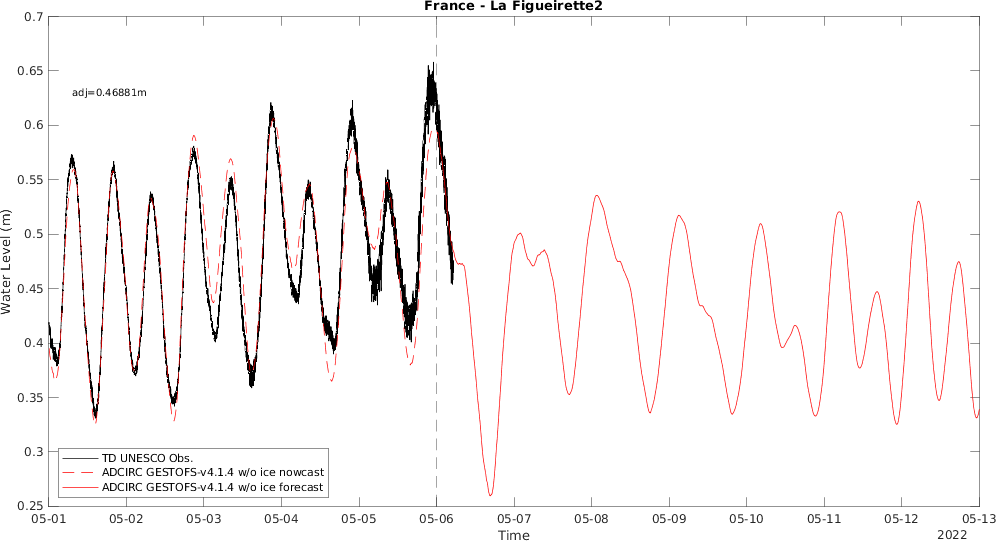 France - La Figueirette2
0.7
0.65
0.6
0.55
0.5
0.45
0.4
0.35
0.3
0.25
Water Level (m)
adj=0.46881m
TD UNESCO Obs.
ADCIRC GESTOFS-v4.1.4 w/o ice nowcast
ADCIRC GESTOFS-v4.1.4 w/o ice forecast
05-01 05-02 05-03 05-04 05-05 05-06 05-07 05-08 05-09 05-10 05-11 05-12 05-13
Time
2022